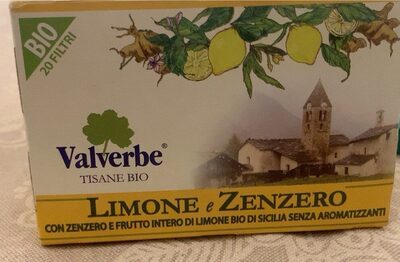 BIO
20 FILTRI
Valverbe®
TISANE BIO
LIMONE e ZENZERO
CON ZENZERO E FRUTTO INTERO DI LIMONE BIO DI SICILIA SENZA AROMATIZZANTI